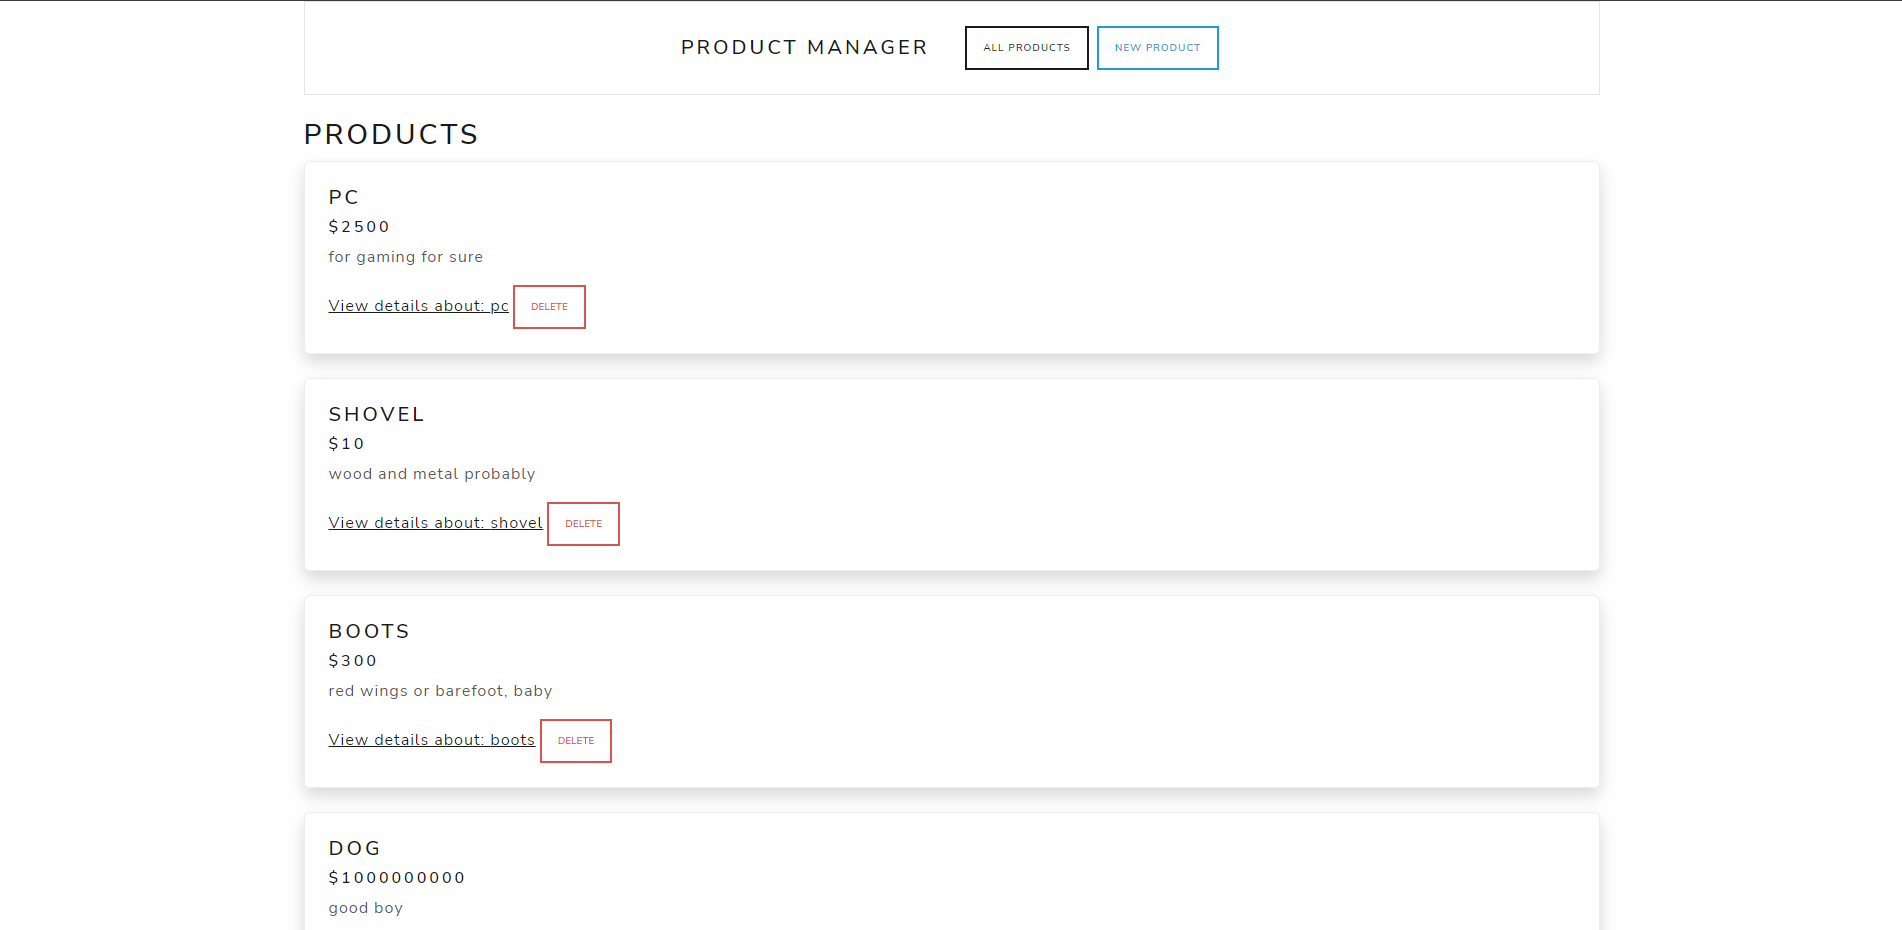 PRODUCT MANAGER ALL PRODUCTS NEW PRODUCT
PRODUCTS
PC
$2500
for gaming for sure
View details about: pc DELETE
SHOVEL
$10
wood and metal probably
View details about: shovel DELETE
BOOTS
$300
red wings or barefoot, baby
View details about: boots DELETE
DOG
$1000000000
good boy